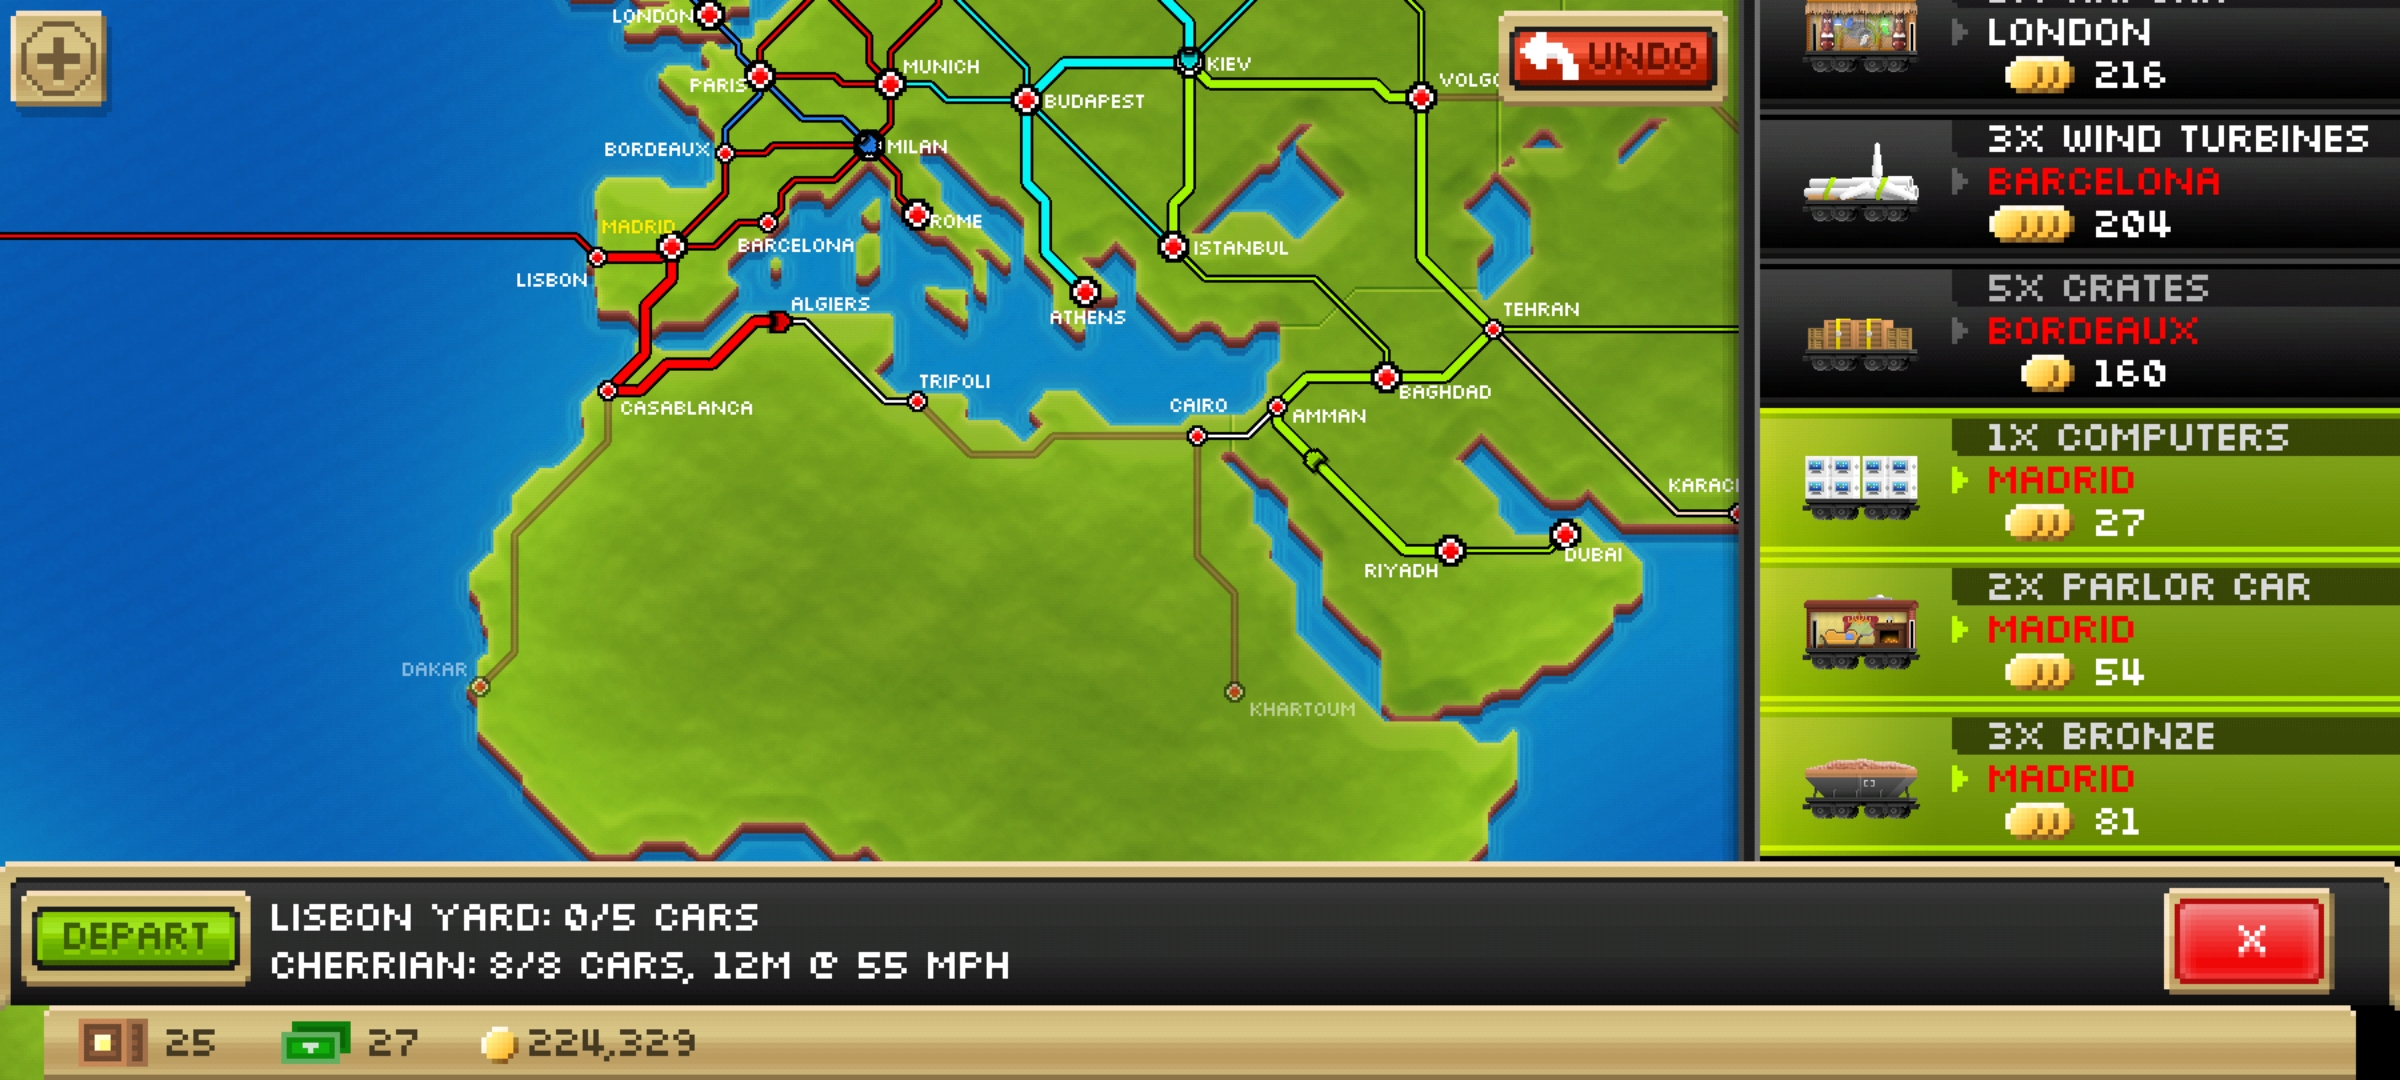 LONDON
PARIS
MUNICH
KIEV
BUDAPEST
BORDEAUX
MILAN
MADRID
BARCELONA
ROME
LISBON
ISTANBUL
ALGIERS
ATHENS
TEHRAN
TRIPOLI
CASABLANCA
CAIRO
AMMAN
BAGHDAD
RIYADH
DUBAI
DAKAR
KHARTOUM
UNDO
LONDON
216
3X WIND TURBINES
BARCELONA
204
5X CRATES
BORDEAUX
160
1X COMPUTERS
MADRID
27
2X PARLOR CAR
MADRID
54
3X BRONZE
MADRID
81
DEPART
LISBON YARD: 0/5 CARS
CHERRIAN: 8/8 CARS, 12M @ 55 MPH
X
25
27
224,329